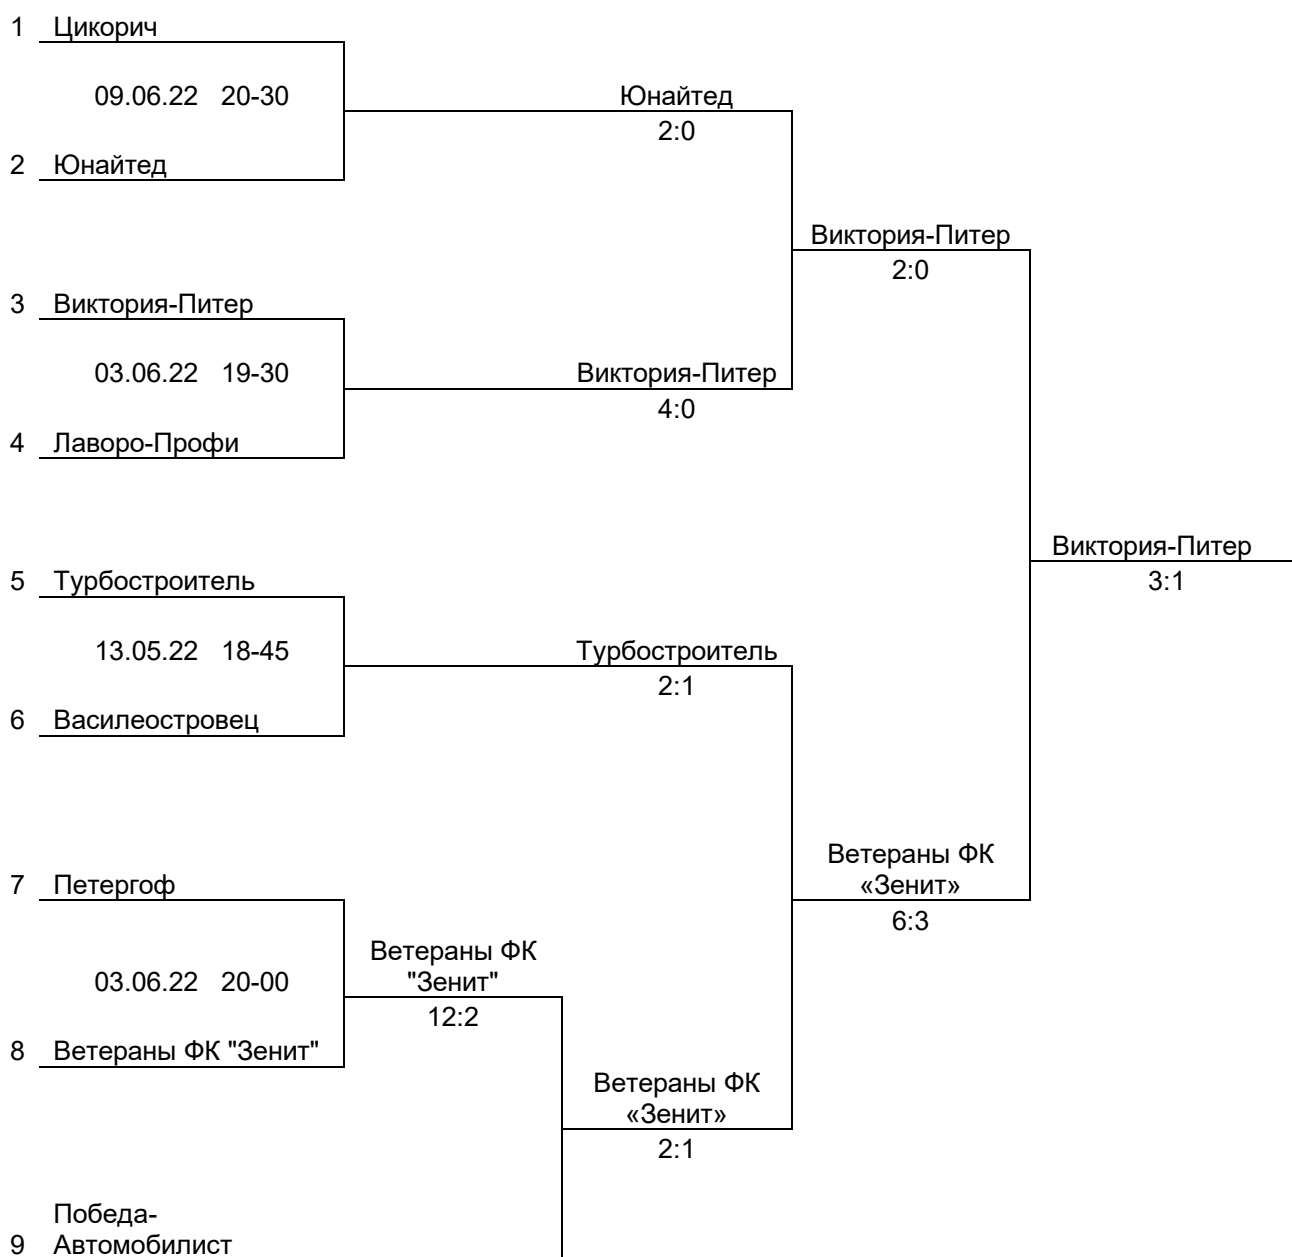 1 Цикорич
09.06.22 20-30
Юнайтед
2:0
2 Юнайтед
Виктория-Питер
2:0
3 Виктория-Питер
03.06.22 19-30
Виктория-Питер
4:0
4 Лаворо-Профи
Виктория-Питер
3:1
5 Турбостроитель
13.05.22 18-45
Турбостроитель
2:1
6 Василеостровец
Ветераны ФК
«Зенит»
6:3
7 Петергоф
03.06.22 20-00
Ветераны ФК
"Зенит"
12:2
8 Ветераны ФК "Зенит"
Ветераны ФК
«Зенит»
2:1
Победа-
9 Автомобилист